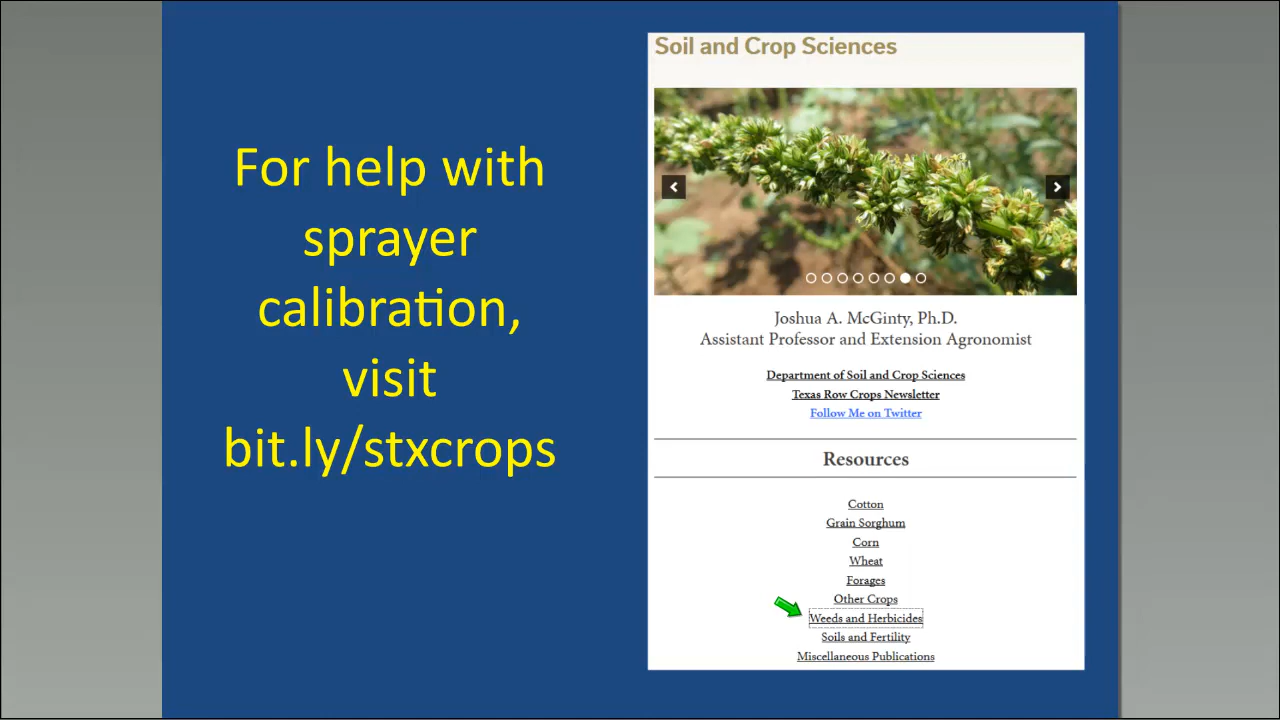 For help with
sprayer
calibration,
visit
bit.ly/stxcrops
Soil and Crop Sciences
Joshua A. McGinty, Ph.D.
Assistant Professor and Extension Agronomist
Department of Soil and Crop Sciences
Texas Row Crops Newsletter
Follow Me on Twitter
Resources
Cotton
Grain Sorghum
Corn
Wheat
Forages
Other Crops
Weeds and Herbicides
Soils and Fertility
Miscellaneous Publications